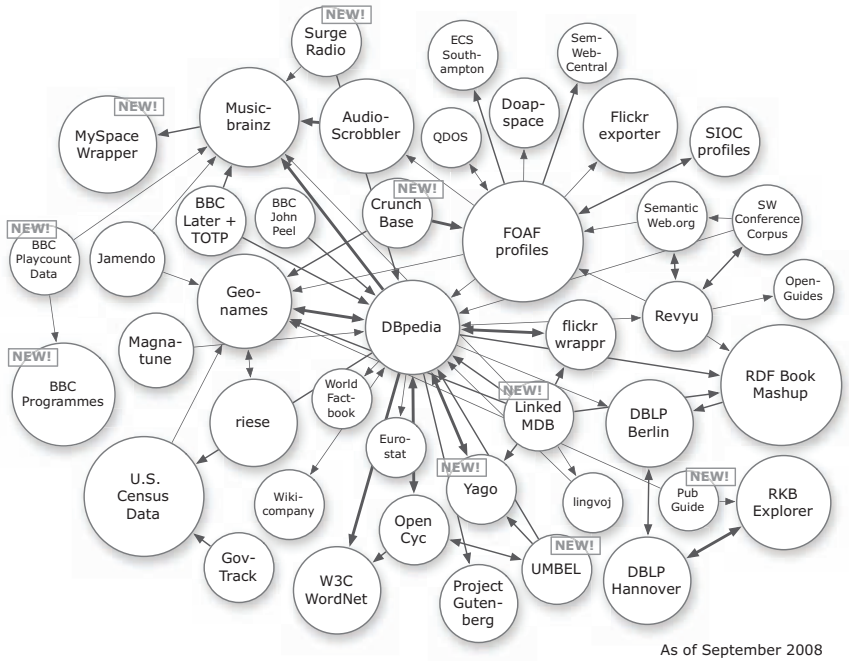 NEW!
Surge
Radio
ECS
South-
ampton
Sem-
Web-
Central
NEW!
MySpace
Wrapper
Music-
brainz
Audio-
Scrobbler
QDOS
Doap-
space
Flickr
exporter
SIOC
profiles
NEW!
BBC
Playcount
Data
Jamendo
BBC
Later +
TOTP
BBC
John
Peel
NEW!
Crunch
Base
FOAF
profiles
Semantic
Web.org
SW
Conference
Corpus
Open-
Guides
Geo-
names
DBpedia
flickr
wrappr
Revyu
NEW!
BBC
Programmes
Magna-
tune
riese
World
Fact-
book
Euro-
stat
NEW!
Linked
MDB
DBLP
Berlin
RDF Book
Mashup
U.S.
Census
Data
Wiki-
company
Open
Cyc
NEW!
Yago
lingvoj
NEW!
Pub
Guide
RKB
Explorer
Gov-
Track
W3C
WordNet
Project
Guten-
berg
NEW!
UMBEL
DBLP
Hannover
As of September 2008